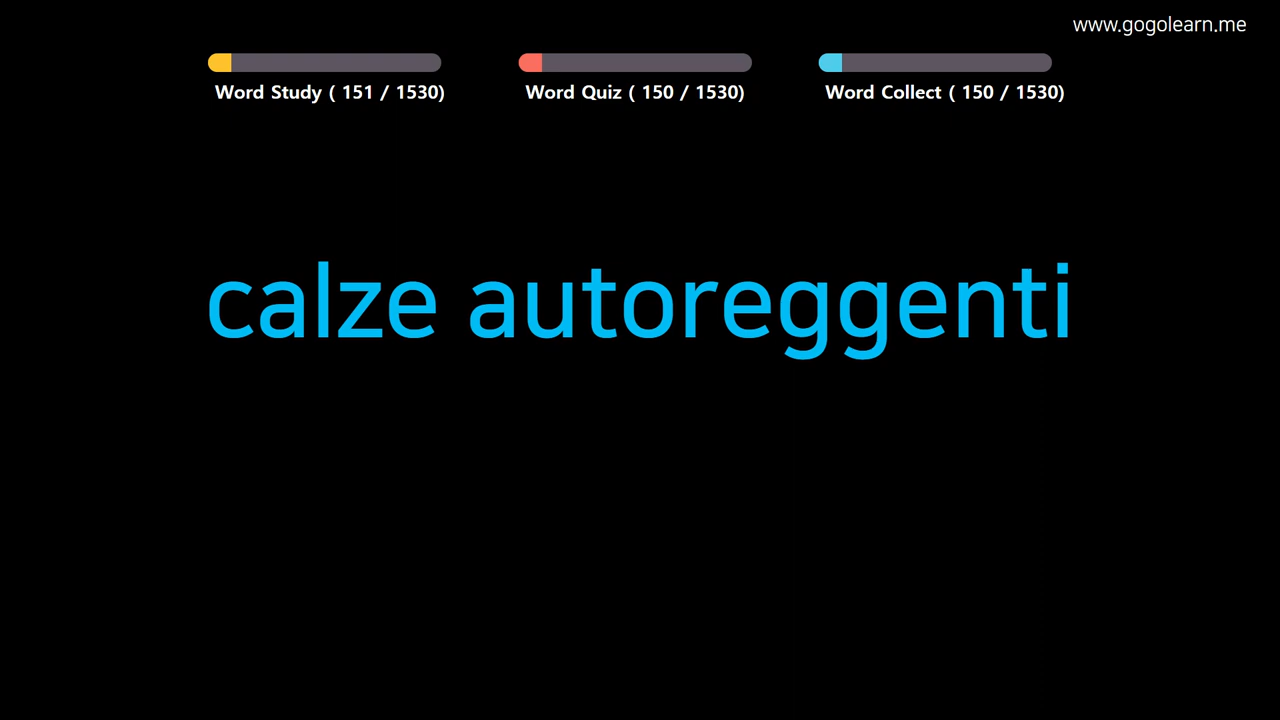 www.gogolearn.me
Word Study ( 151 / 1530)
Word Quiz ( 150 / 1530)
Word Collect ( 150 / 1530)
calze autoreggenti